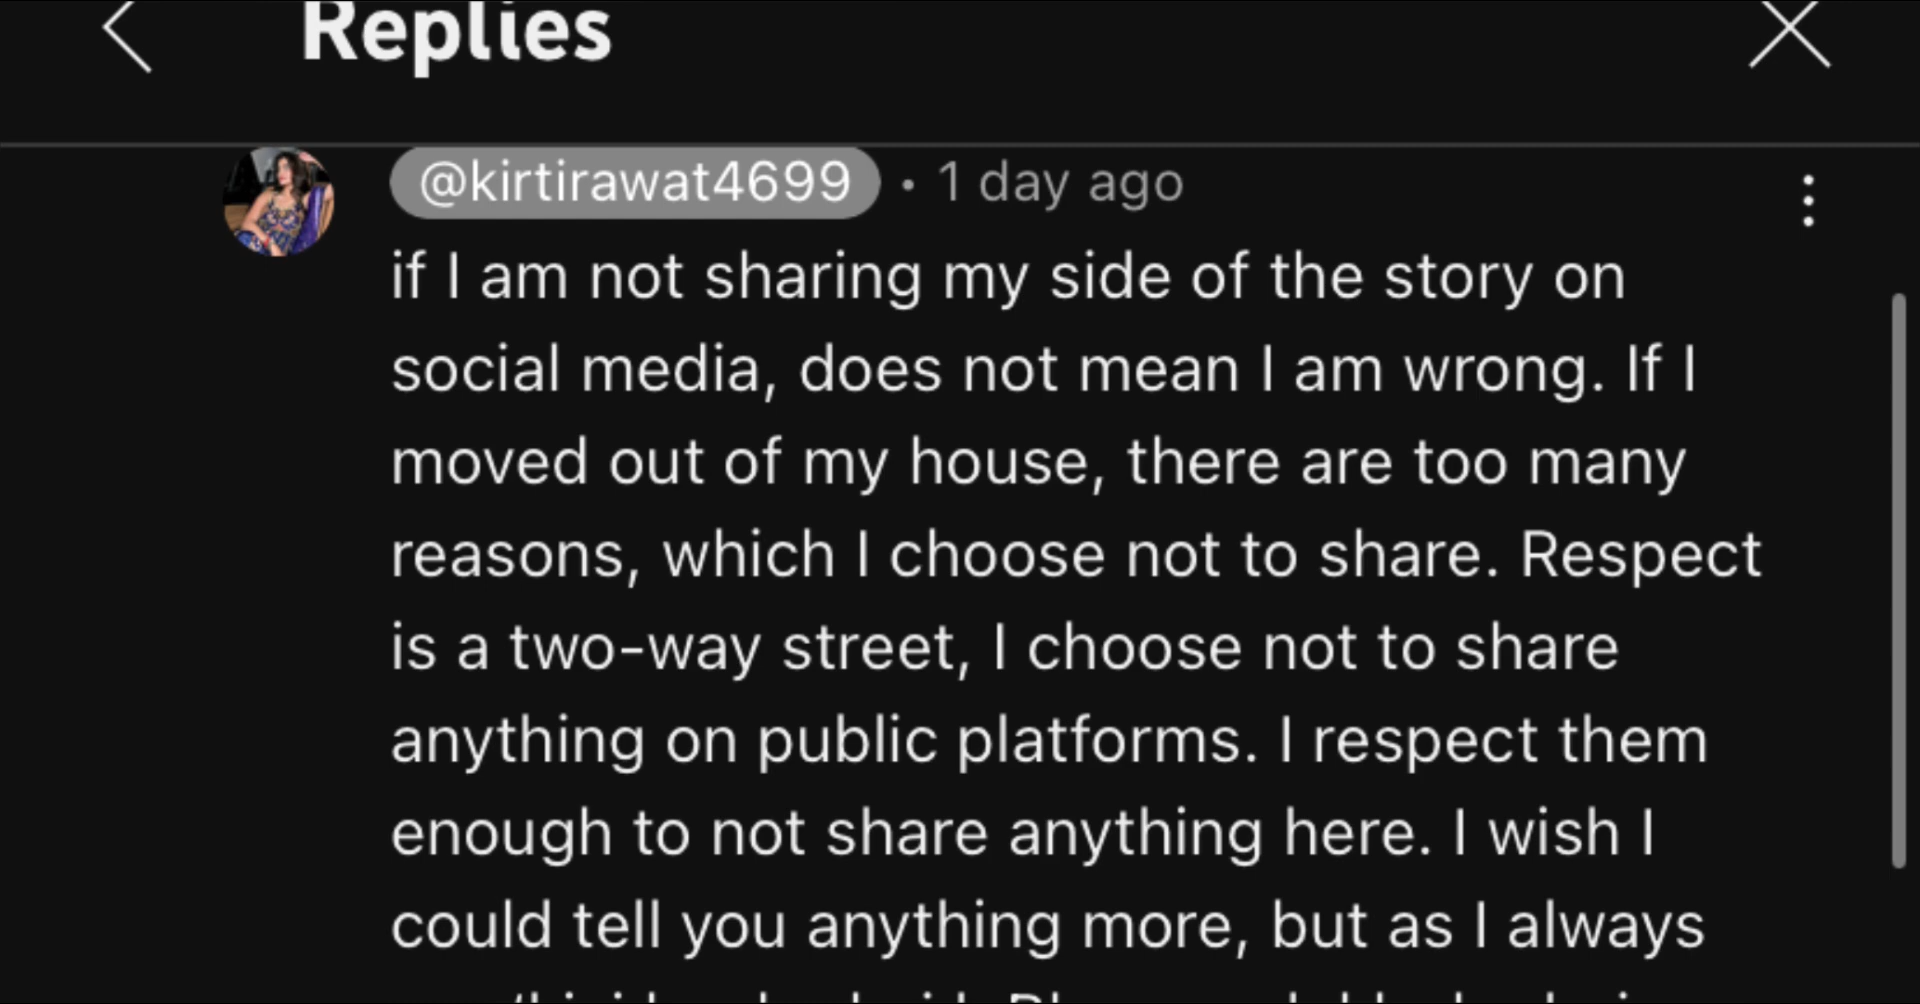 Replies
@kirtirawat4699 • 1 day ago
if I am not sharing my side of the story on
social media, does not mean I am wrong. If I
moved out of my house, there are too many
reasons, which I choose not to share. Respect
is a two-way street, I choose not to share
anything on public platforms. I respect them
enough to not share anything here. I wish I
could tell you anything more, but as I always